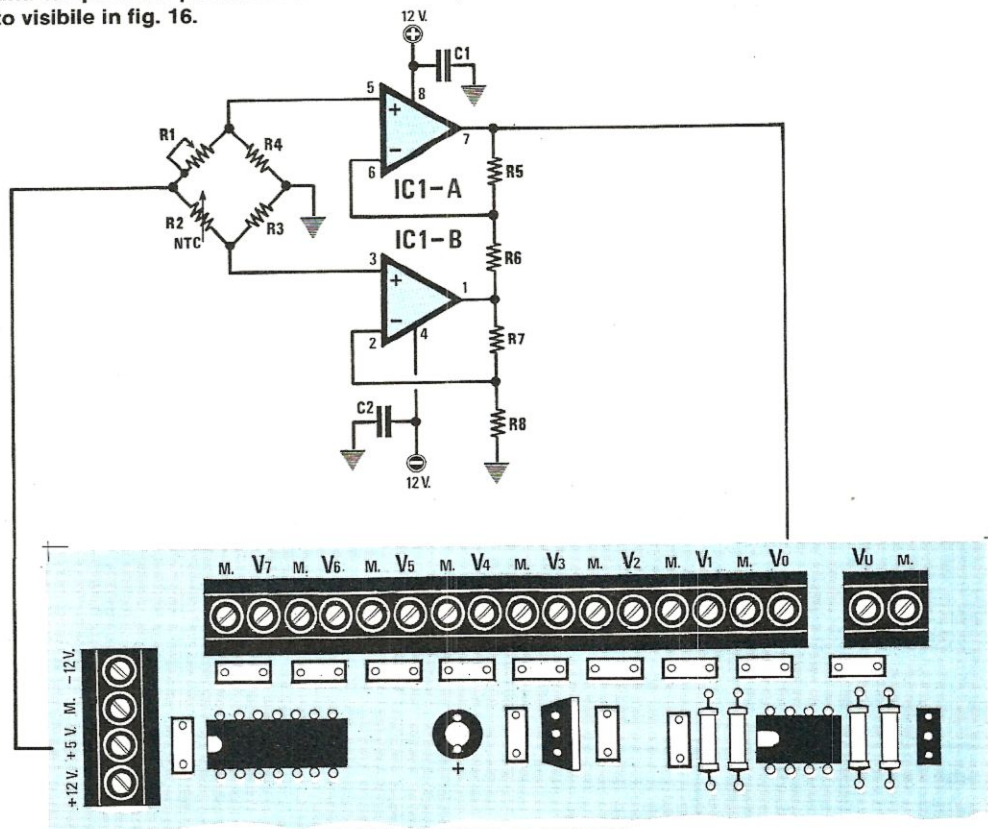 to visibile in fig. 16.
12 V.
C1
5
8
R1
R4
7
R5
6
IC1-A
R2
R3
NTC
IC1-B
R6
3
1
4
R7
2
C2
R8
12 V.
M. V7 M. V6 M. V5 M. V4 M. V3 M. V2 M. V1 M. V0 VU M.
+12 V. +5 V. M. -12 V.
+